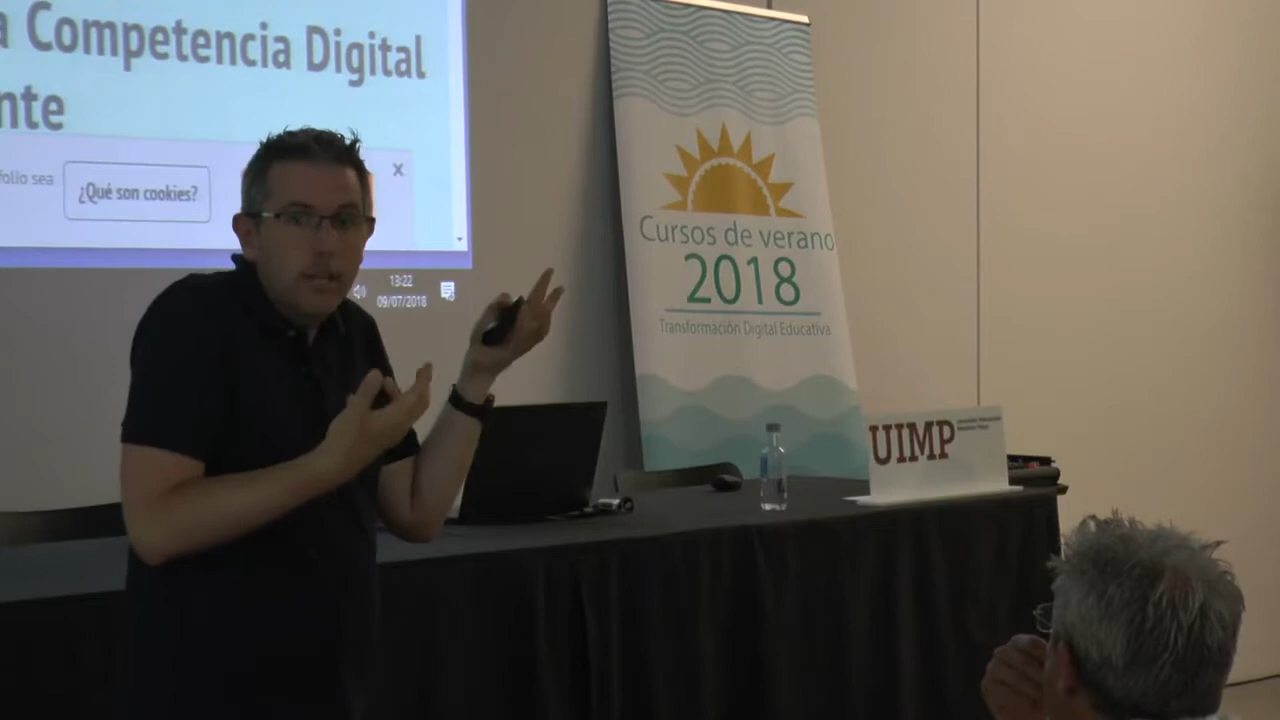 a Competencia Digital
nte
folio sea
¿Qué son cookies?
X
13:22
09/07/2018
Cursos de verano
2018
Transformación Digital Educativa
UIMP